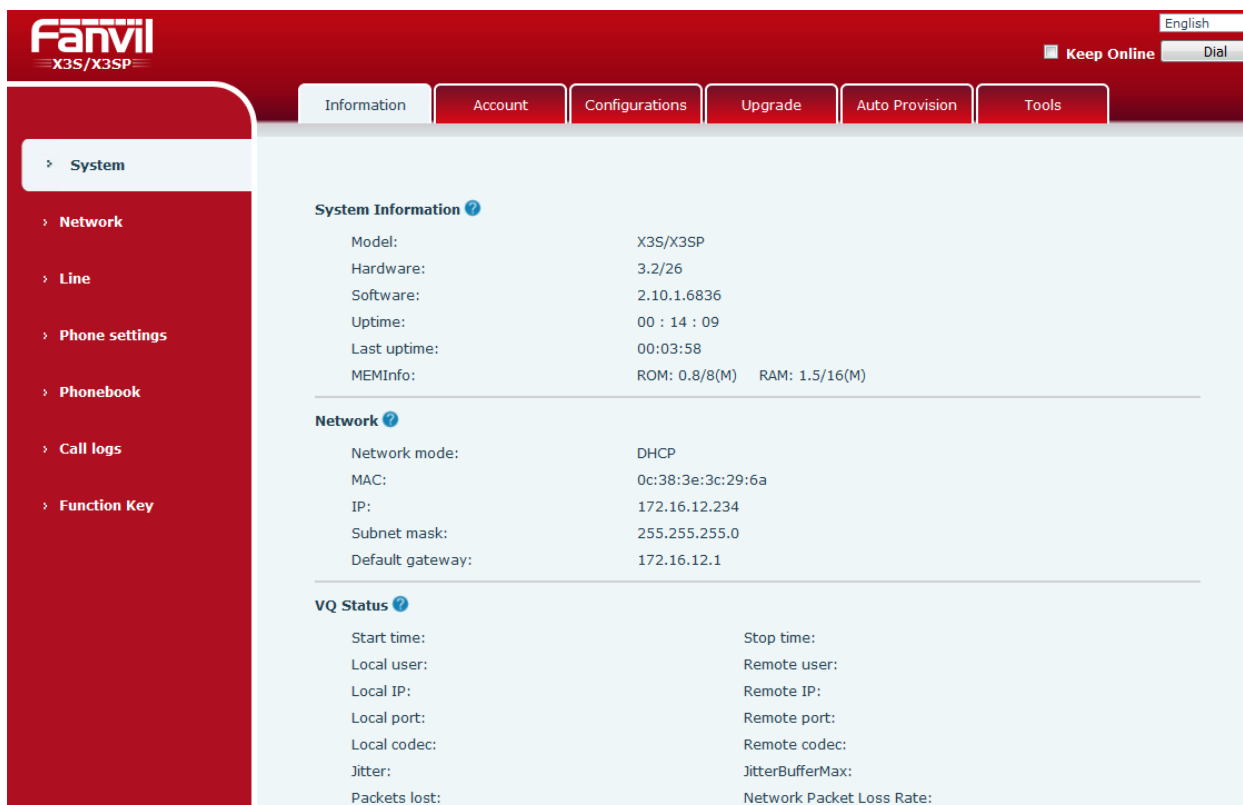 English
Fanvil
X3S/X3SP
Keep Online Dial
Information Account Configurations Upgrade Auto Provision Tools
› System
› Network
› Line
› Phone settings
› Phonebook
› Call logs
› Function Key
System Information ?
Model: X3S/X3SP
Hardware: 3.2/26
Software: 2.10.1.6836
Uptime: 00 : 14 : 09
Last uptime: 00:03:58
MEMInfo: ROM: 0.8/8(M) RAM: 1.5/16(M)
Network ?
Network mode: DHCP
MAC: 0c:38:3e:3c:29:6a
IP: 172.16.12.234
Subnet mask: 255.255.255.0
Default gateway: 172.16.12.1
VQ Status ?
Start time: Stop time:
Local user: Remote user:
Local IP: Remote IP:
Local port: Remote port:
Local codec: Remote codec:
Jitter: JitterBufferMax:
Packets lost: Network Packet Loss Rate: